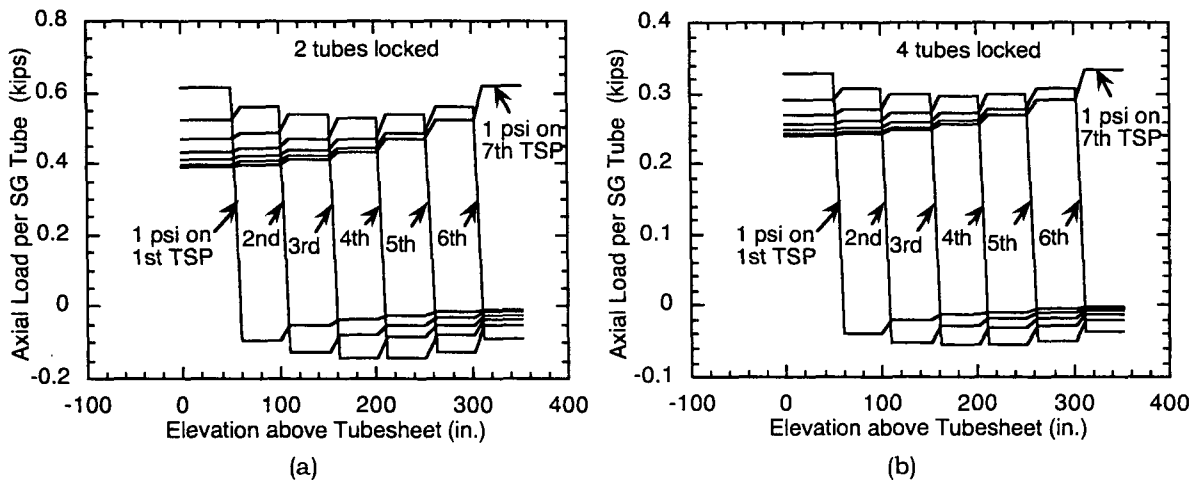 2 tubes locked
Axial Load per SG Tube (kips)
0.8
0.6
0.4
0.2
0
-0.2
1 psi on
7th TSP
1 psi on
1st TSP
2nd
3rd
4th
5th
6th
-100 0 100 200 300 400
Elevation above Tubesheet (in.)
(a)
4 tubes locked
Axial Load per SG Tube (kips)
0.4
0.3
0.2
0.1
0
-0.1
1 psi on
7th TSP
1 psi on
1st TSP
2nd
3rd
4th
5th
6th
-100 0 100 200 300 400
Elevation above Tubesheet (in.)
(b)